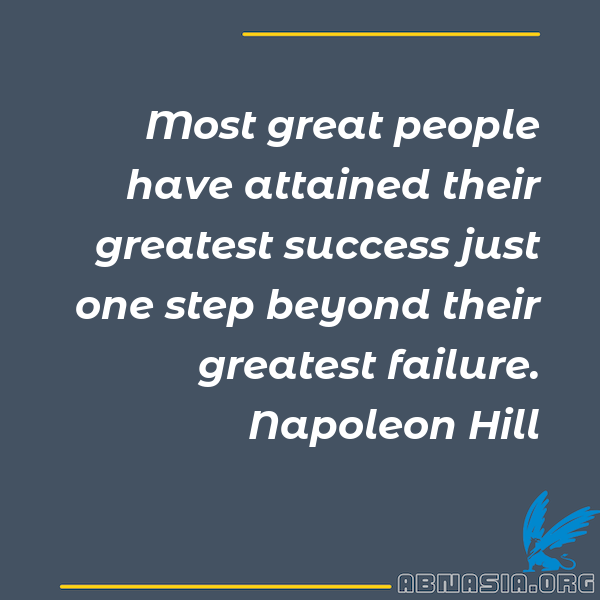 Most great people
have attained their
greatest success just
one step beyond their
greatest failure.
Napoleon Hill
ABNASIA.ORG